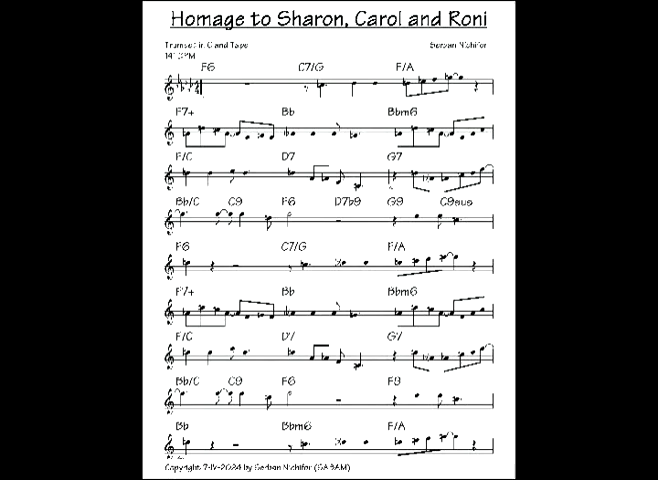 Homage to Sharon, Carol and Roni
Trumpet in C and Tape Serban Nichifor
F6 C7/G F/A
F7+ Bb Bbm6
F/C D7 G7
Bb/C C9 F6 D7b9 G9 C9sus
F6 C7/G F/A
F7+ Bb Bbm6
F/C D7 G7
Bb/C C9 F6 F9
Bb Bbm6 F/A
Copyright 7-IV-2024 by Serban Nichifor (SABAM)